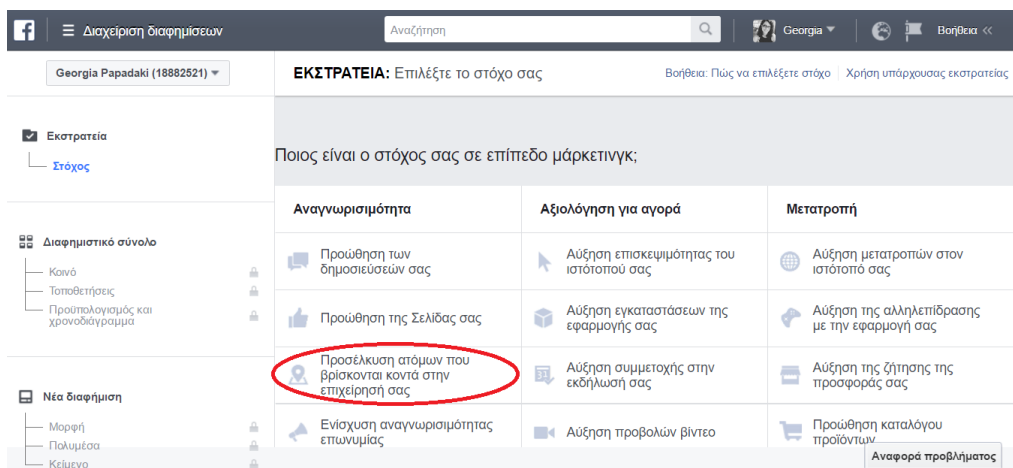 Διαχείριση διαφημίσεων
Αναζήτηση
Georgia
Βοήθεια
Georgia Papadaki (18882521)
ΕΚΣΤΡΑΤΕΙΑ: Επιλέξτε το στόχο σας
Βοήθεια: Πώς να επιλέξετε στόχο
Χρήση υπάρχουσας εκστρατείας
Εκστρατεία
Στόχος
Διαφημιστικό σύνολο
Κοινό
Τοποθετήσεις
Προϋπολογισμός και
χρονοδιάγραμμα
Νέα διαφήμιση
Μορφή
Πολυμέσα
Κείμενο
Ποιος είναι ο στόχος σας σε επίπεδο μάρκετινγκ;
Αναγνωρισιμότητα
Προώθηση των
δημοσιεύσεών σας
Προώθηση της Σελίδας σας
Προσέλκυση ατόμων που
βρίσκονται κοντά στην
επιχείρησή σας
Ενίσχυση αναγνωρισιμότητας
επωνυμίας
Αξιολόγηση για αγορά
Αύξηση επισκεψιμότητας του
ιστότοπού σας
Αύξηση εγκαταστάσεων της
εφαρμογής σας
Αύξηση συμμετοχής στην
εκδήλωσή σας
Αύξηση προβολών βίντεο
Μετατροπή
Αύξηση μετατροπών στον
ιστότοπό σας
Αύξηση της αλληλεπίδρασης
με την εφαρμογή σας
Αύξηση της ζήτησης της
προσφοράς σας
Προώθηση καταλόγου
προϊόντων
Αναφορά προβλήματος